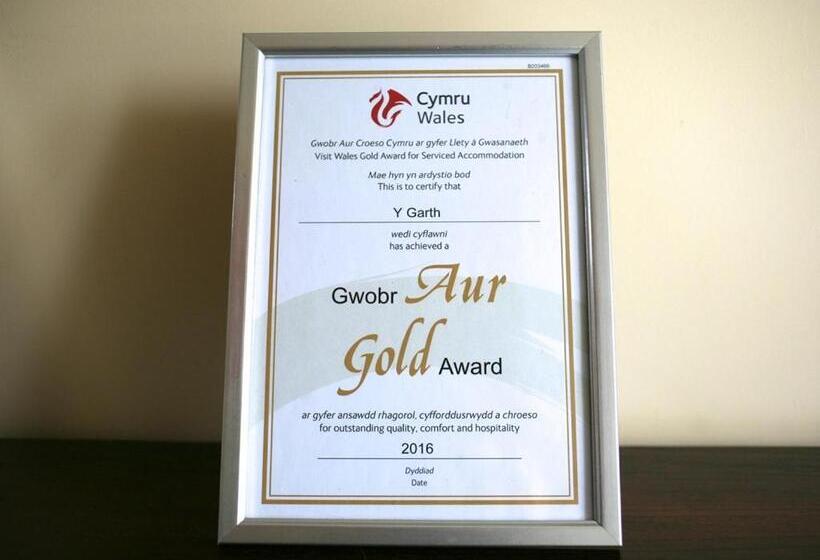 B203466
Cymru
Wales
Gwobr Aur Croeso Cymru ar gyfer Llety â Gwasanaeth
Visit Wales Gold Award for Serviced Accommodation
Mae hyn yn ardystio bod
This is to certify that
Y Garth
wedi cyflawni
has achieved a
Gwobr Aur
Gold Award
ar gyfer ansawdd rhagorol, cyfforddusrwydd a chroeso
for outstanding quality, comfort and hospitality
2016
Dyddiad
Date